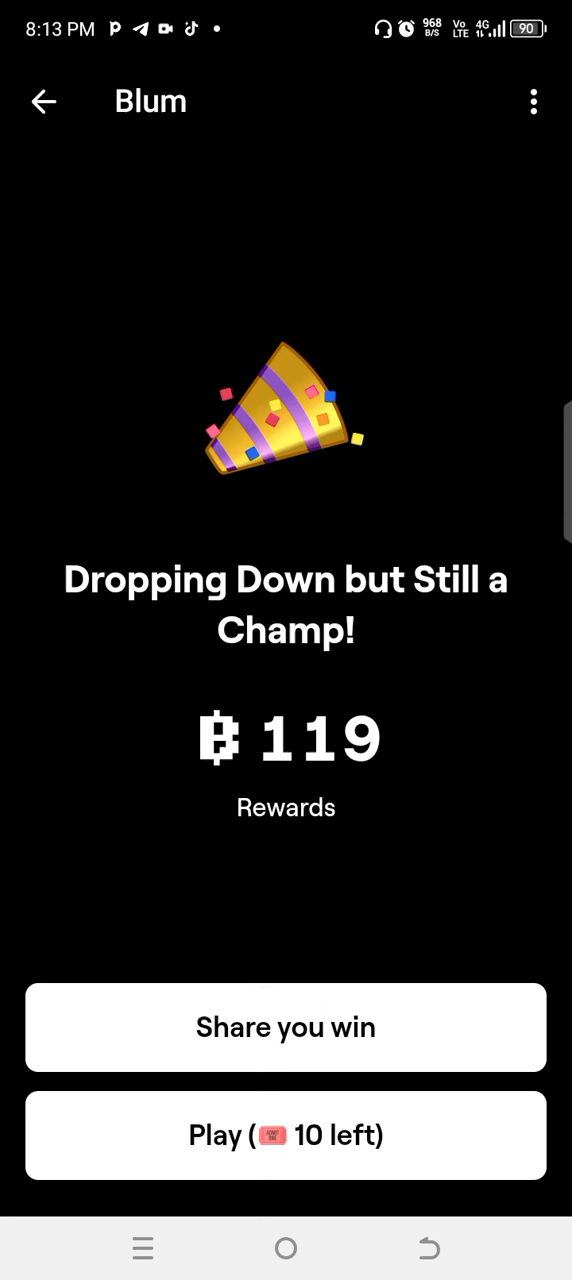 8:13 PM 968 B/S Vo LTE 4G 90
Blum
Dropping Down but Still a
Champ!
119
Rewards
Share you win
Play ( 10 left)